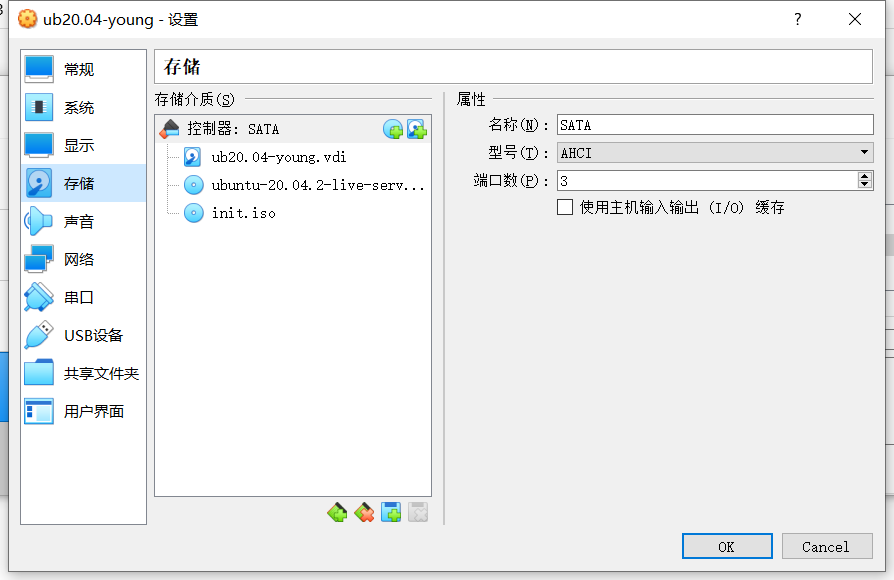 ub20.04-young - 设置
?
常规
系统
显示
存储
声音
网络
串口
USB设备
共享文件夹
用户界面
存储
存储介质(S)
控制器: SATA
ub20.04-young.vdi
ubuntu-20.04.2-live-serv...
init.iso
属性
名称(N): SATA
型号(T): AHCI
端口数(P): 3
使用主机输入输出 (I/O) 缓存
OK
Cancel